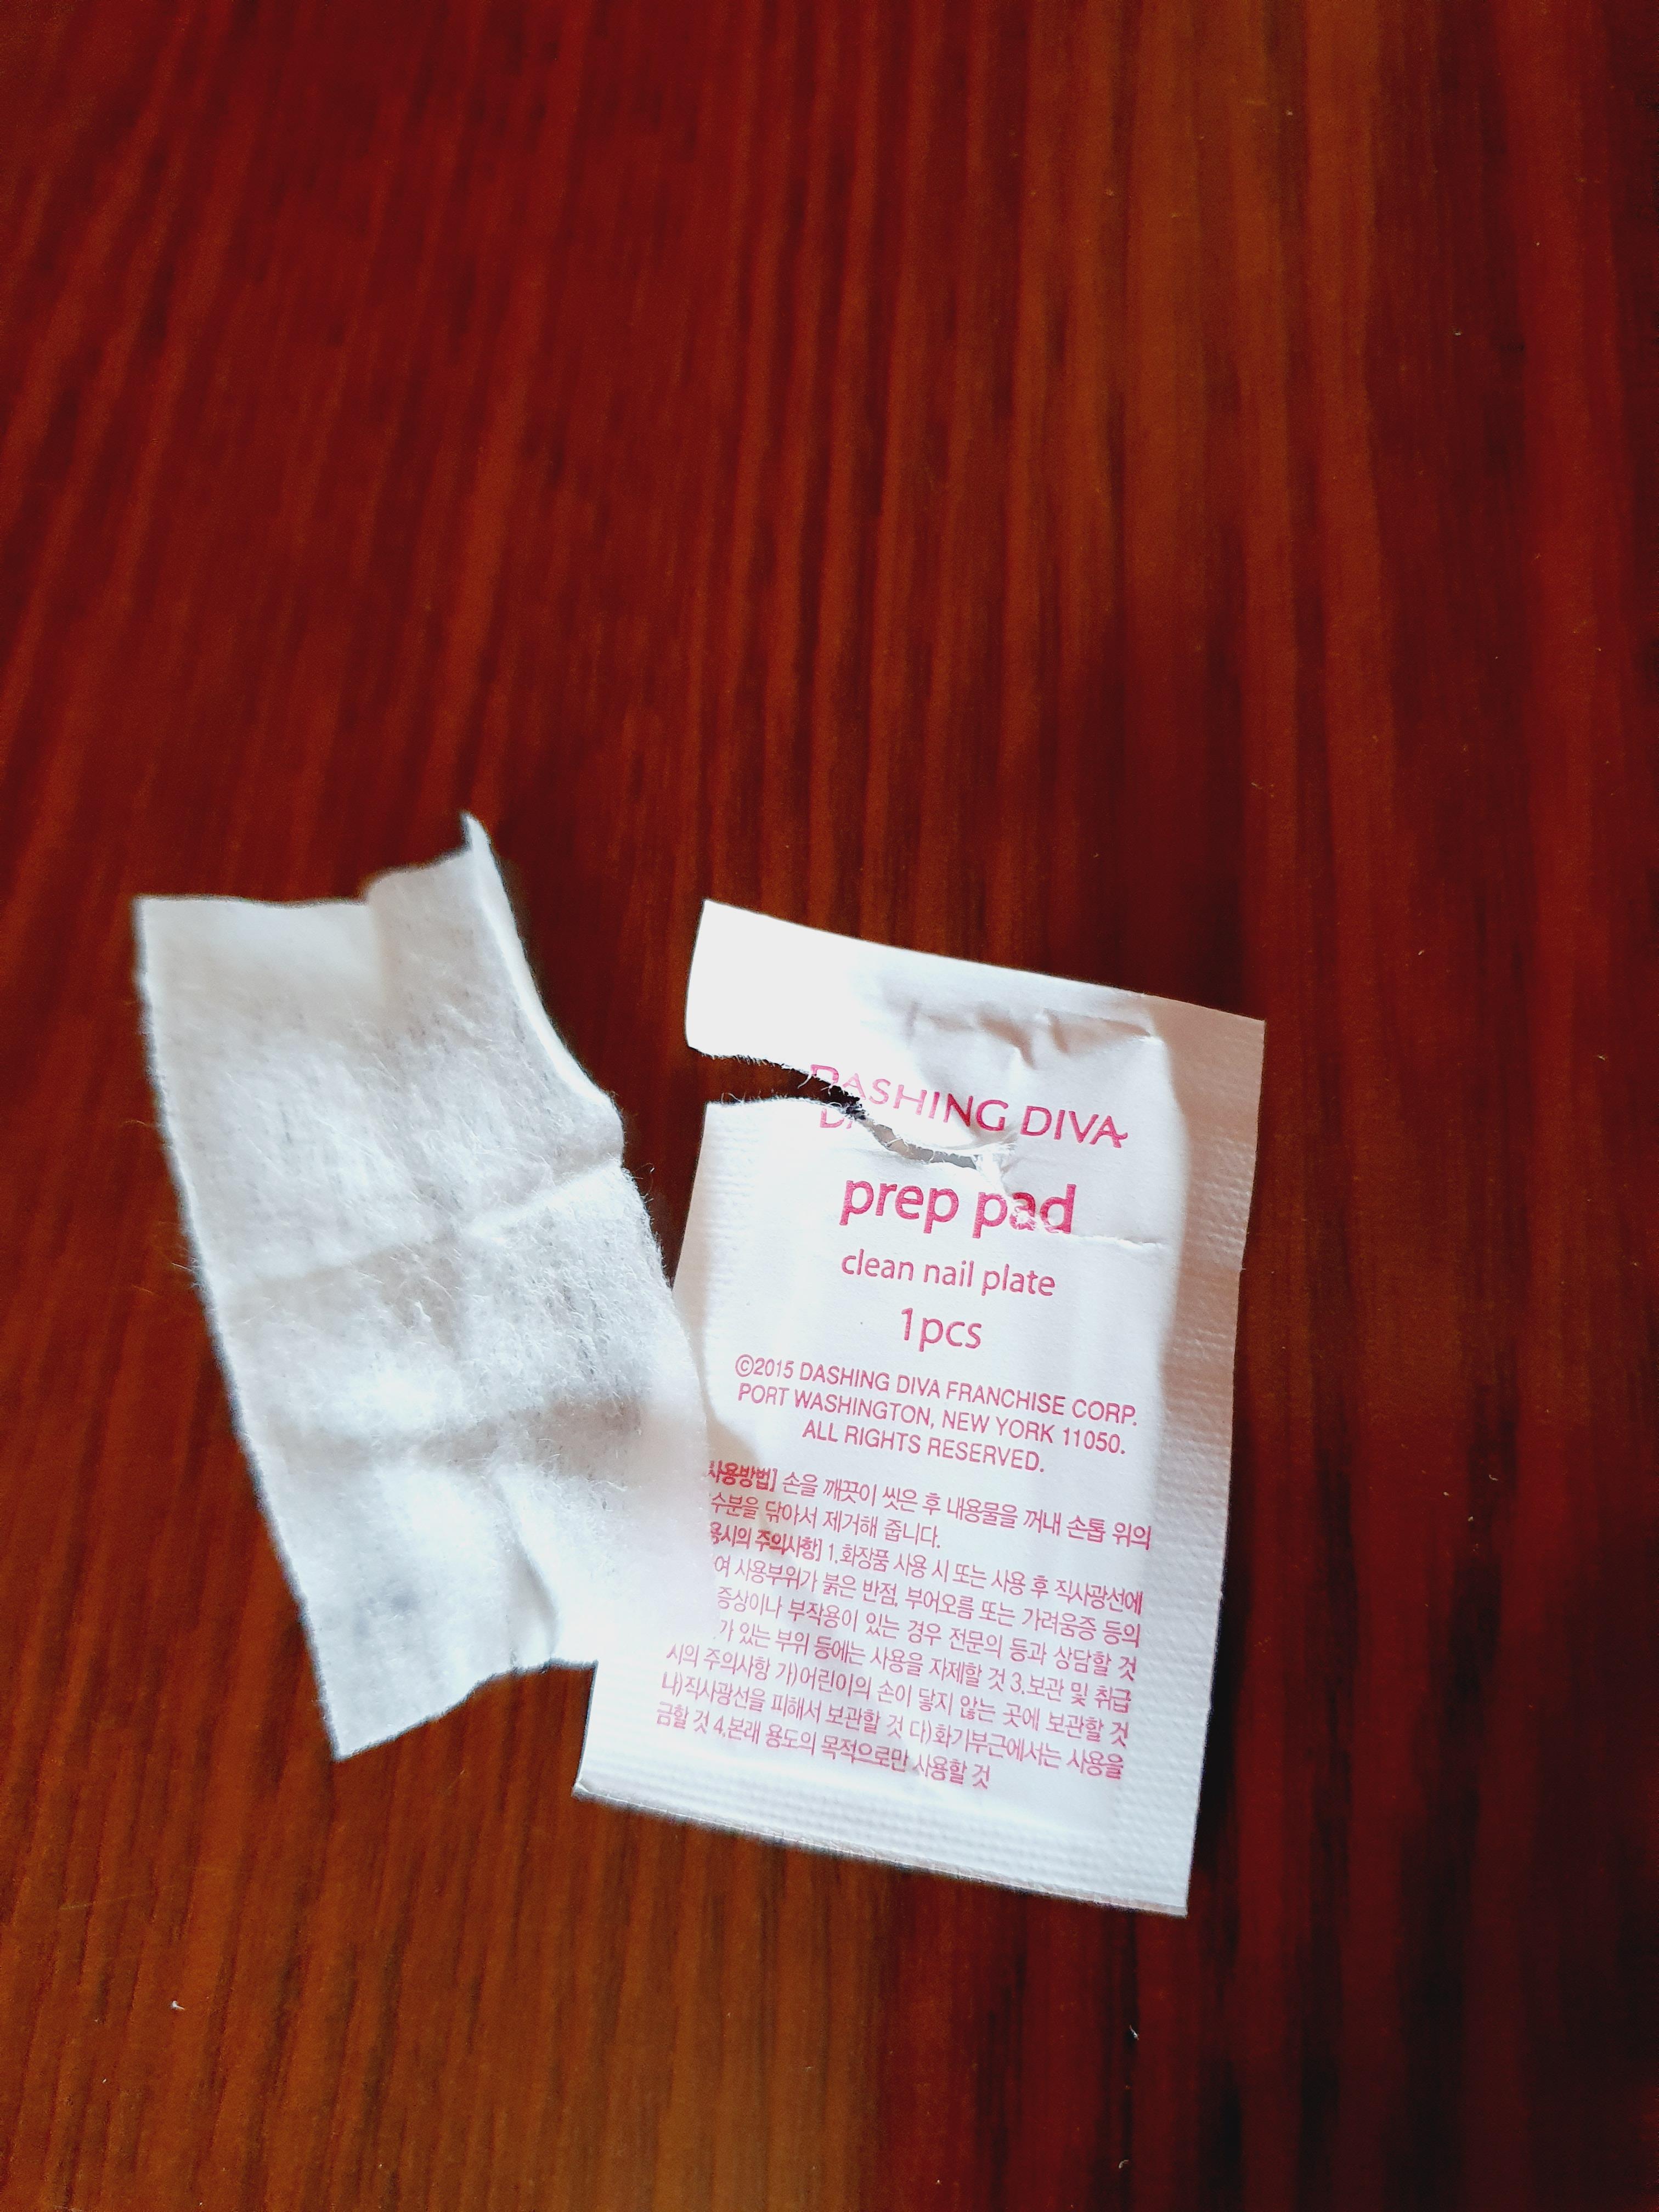 DASHING DIVA
prep pad
clean nail plate
1pcs
©2015 DASHING DIVA FRANCHISE CORP.
PORT WASHINGTON, NEW YORK 11050.
ALL RIGHTS RESERVED.
사용방법] 손을 깨끗이 씻은 후 내용물을 꺼내 손톱 위의
수분을 닦아서 제거해 줍니다.
용시의 주의사항] 1.화장품 사용 시 또는 사용 후 직사광선에
여 사용부위가 붉은 반점, 부어오름 또는 가려움증 등의
증상이나 부작용이 있는 경우 전문의 등과 상담할 것
가 있는 부위 등에는 사용을 자제할 것 3.보관 및 취급
시의 주의사항 가)어린이의 손이 닿지 않는 곳에 보관할 것
나)직사광선을 피해서 보관할 것 다)화기부근에서는 사용을
금할 것 4.본래 용도의 목적으로만 사용할 것